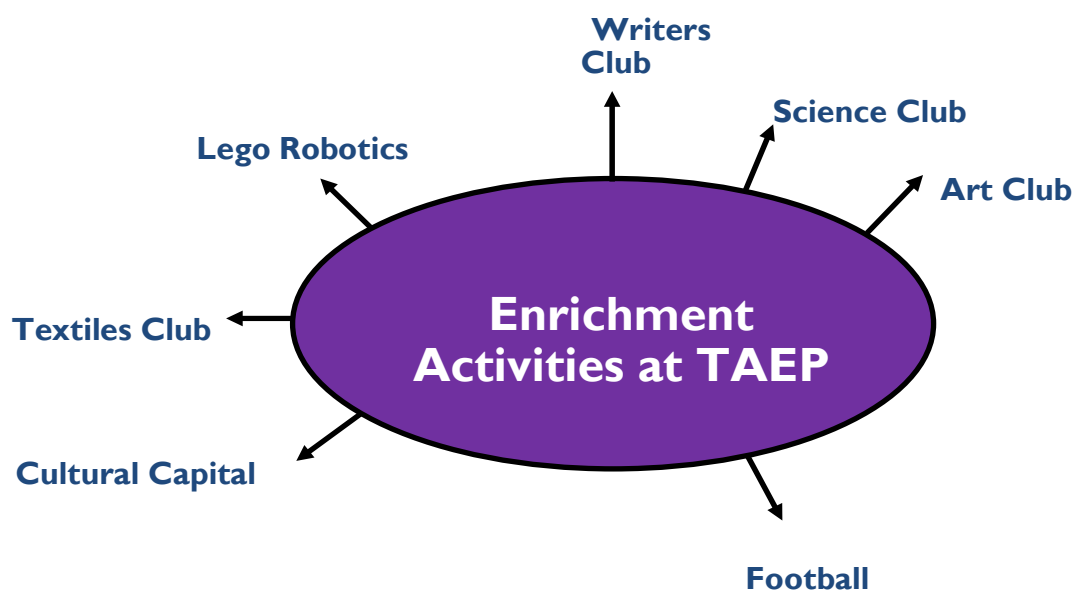 Writers
Club
Science Club
Lego Robotics
Art Club
Enrichment
Activities at TAEP
Textiles Club
Cultural Capital
Football